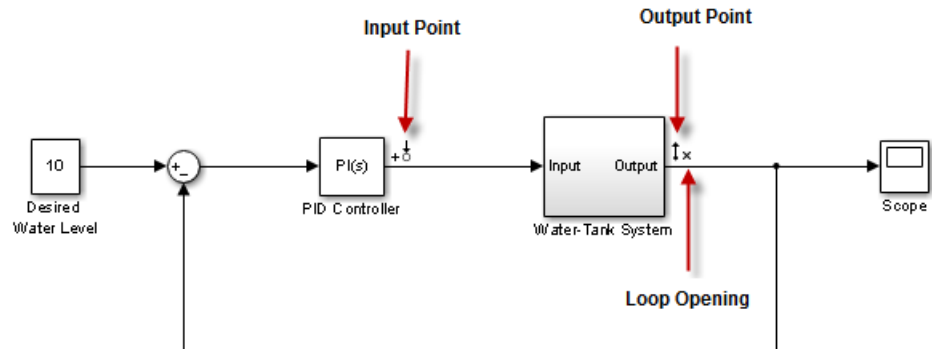 Output Point
Input Point
10
+
-
PI(s)
+
Input
Output
x
Desired
Water Level
PID Controller
Water-Tank System
Scope
Loop Opening